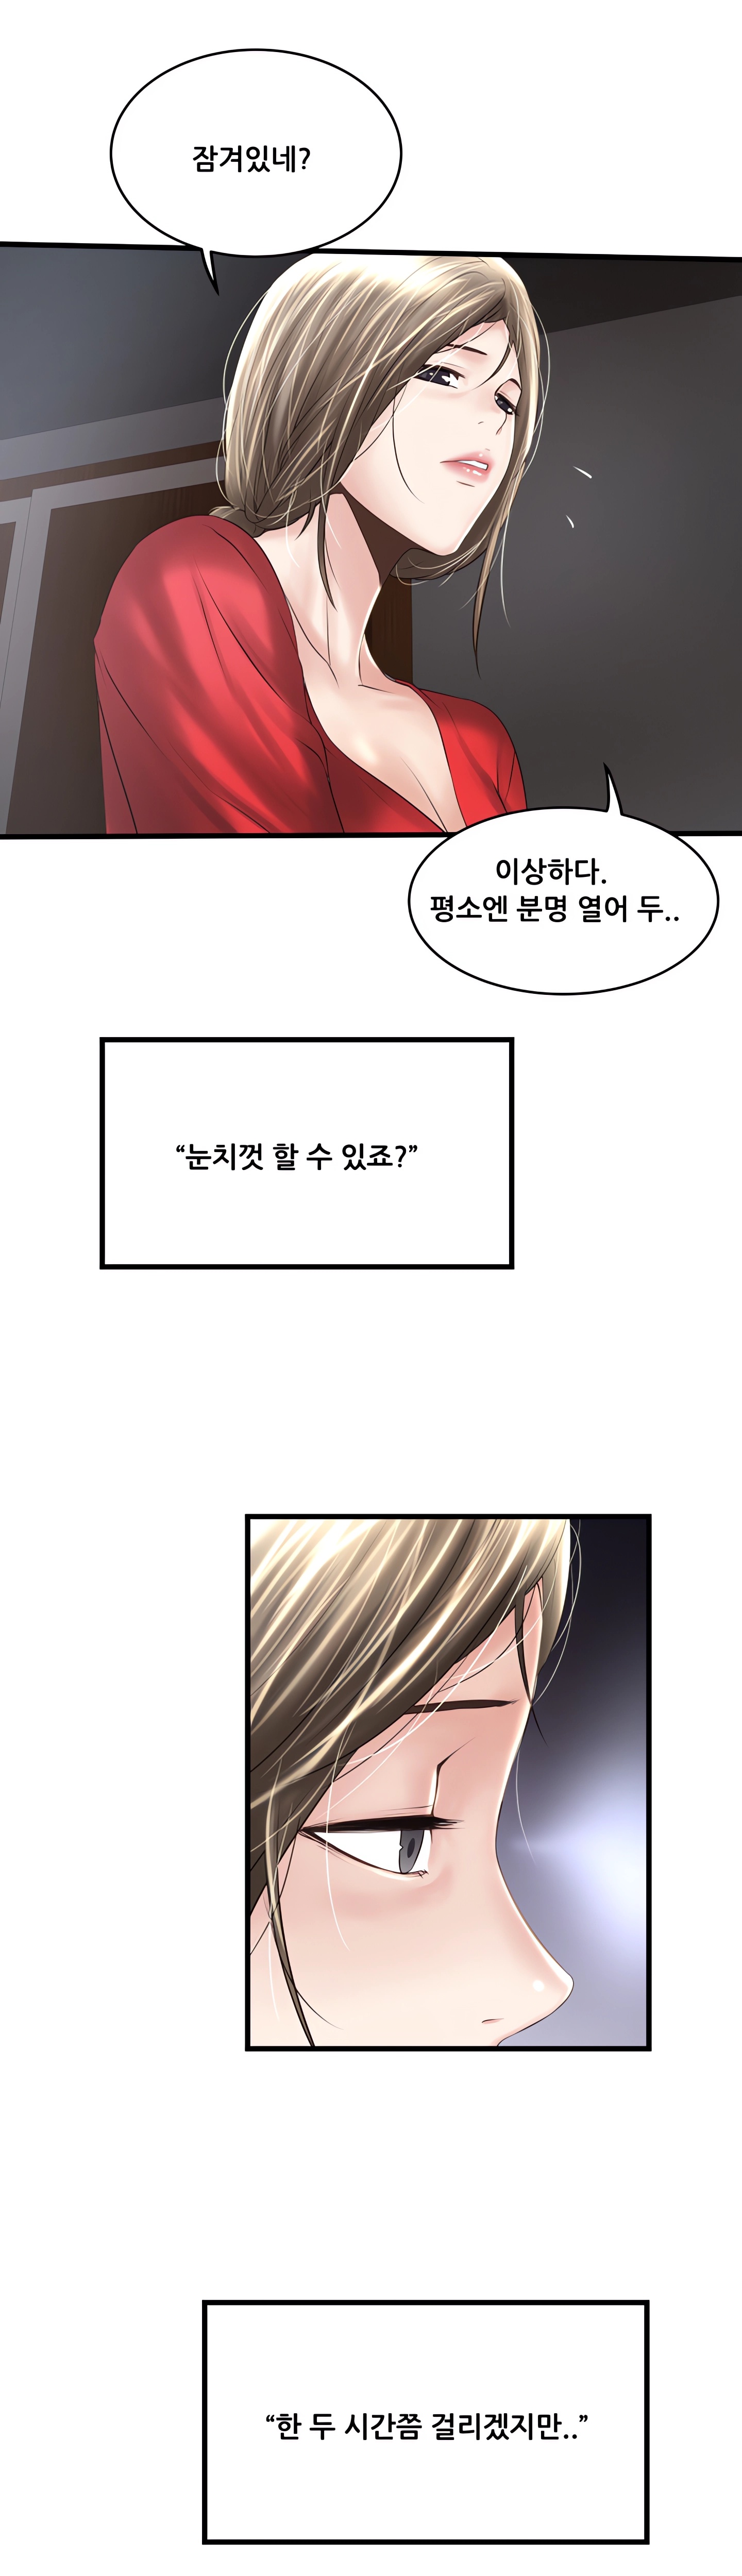 잠겨있네?
이상하다.
평소엔 분명 열어 두..
“눈치껏 할 수 있죠?”
“한 두 시간쯤 걸리겠지만..”